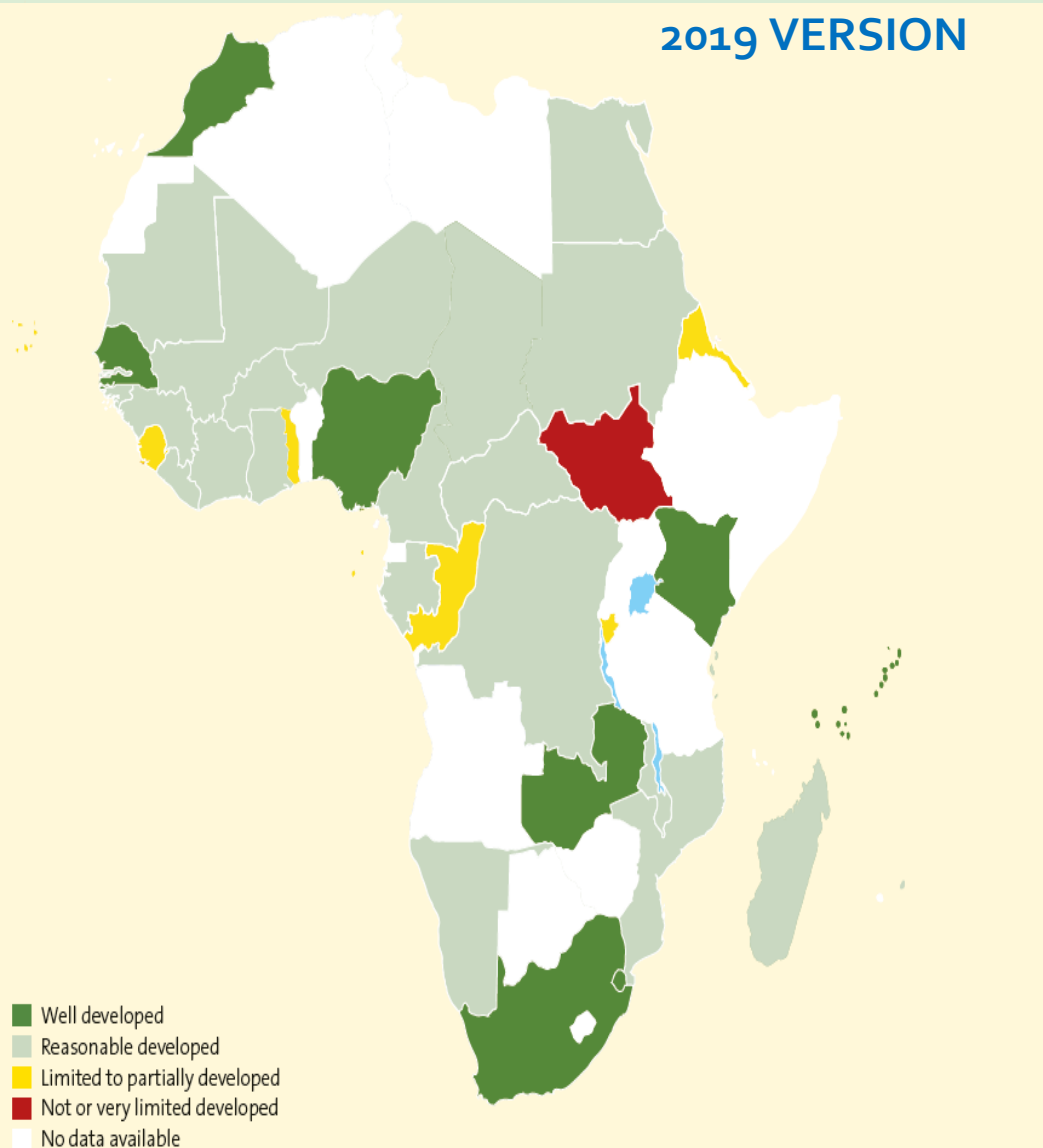 2019 VERSION
Well developed
Reasonable developed
Limited to partially developed
Not or very limited developed
No data available